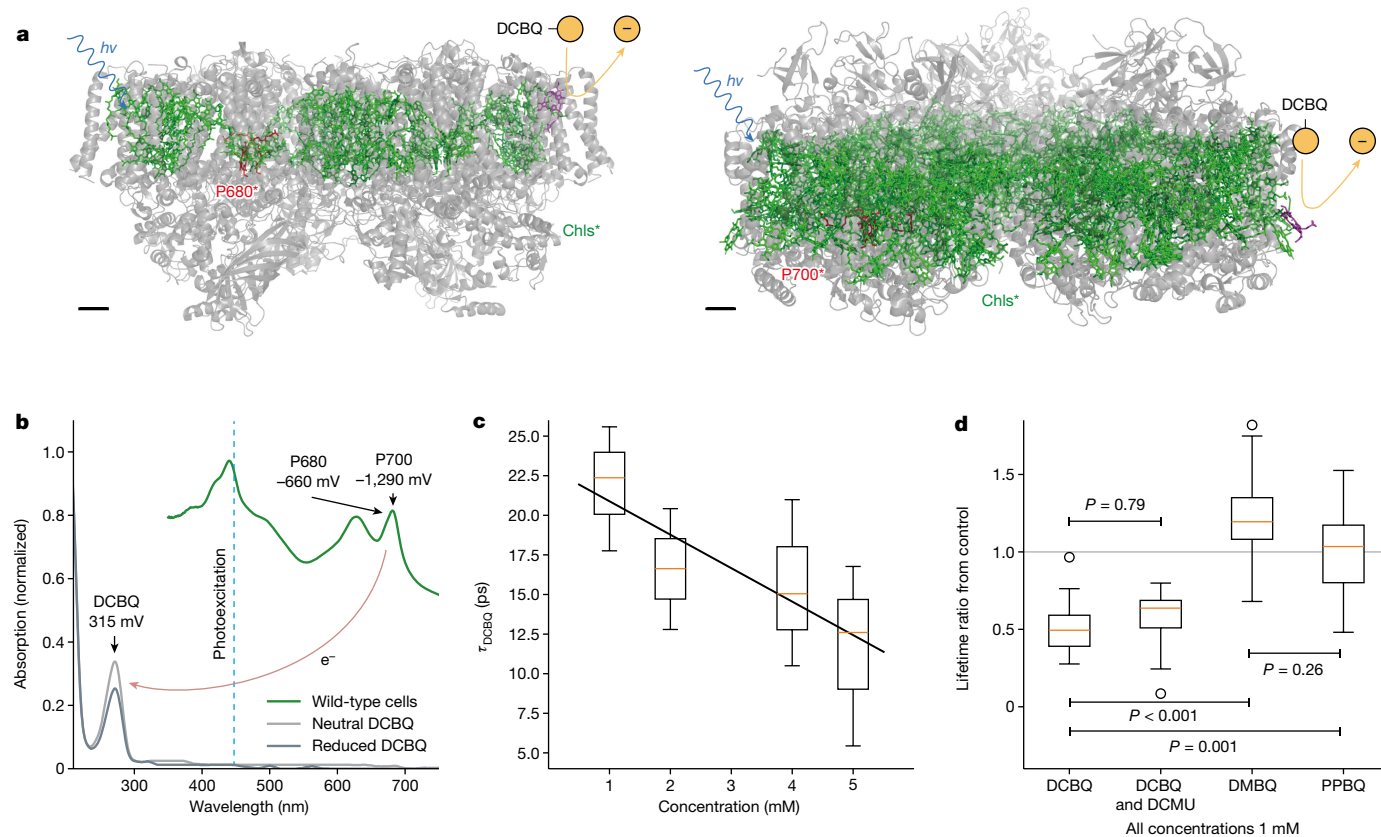 a
hv
DCBQ
–
P680*
Chls*
hv
DCBQ
–
P700*
Chls*
b
Absorption (normalized)
1.0
0.8
0.6
0.4
0.2
0
P680
–660 mV
P700
–1,290 mV
DCBQ
315 mV
Photoexcitation
e–
Wild-type cells
Neutral DCBQ
Reduced DCBQ
300
400
500
600
700
Wavelength (nm)
c
τDCBQ (ps)
25.0
22.5
20.0
17.5
15.0
12.5
10.0
7.5
5.0
1
2
3
4
5
Concentration (mM)
d
Lifetime ratio from control
1.5
1.0
0.5
0
P = 0.79
P = 0.26
P < 0.001
P = 0.001
DCBQ
DCBQ
and DCMU
DMBQ
PPBQ
All concentrations 1 mM